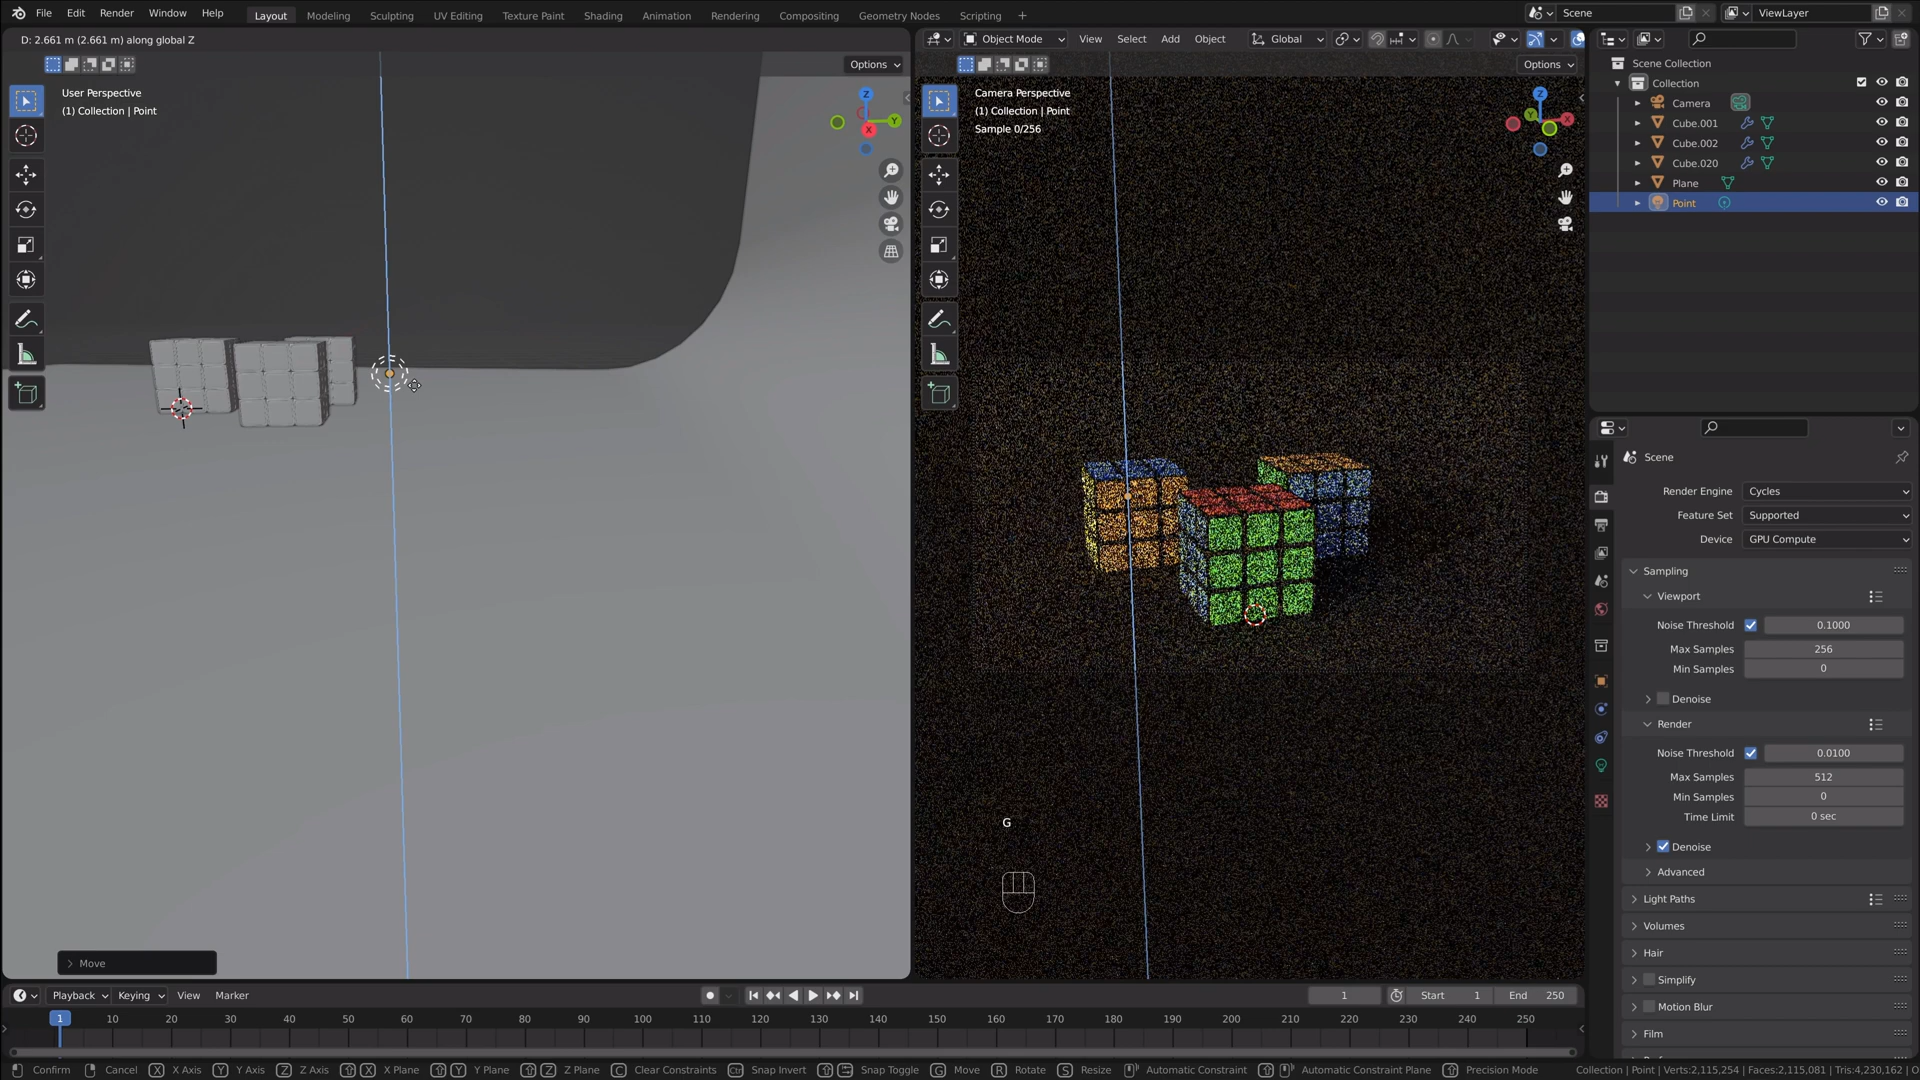 File Edit Render Window Help Layout Modeling Sculpting UV Editing Texture Paint Shading Animation Rendering Compositing Geometry Nodes Scripting + Scene ViewLayer
D: 2.661 m (2.661 m) along global Z
Object Mode View Select Add Object Global
Options
Options
User Perspective
(1) Collection | Point
Z
Y
X
Camera Perspective
(1) Collection | Point
Sample 0/256
Z
Y
X
Scene Collection
Collection
Camera
Cube.001
Cube.002
Cube.020
Plane
Point
Scene
Render Engine Cycles
Feature Set Supported
Device GPU Compute
Sampling
Viewport
Noise Threshold 0.1000
Max Samples 256
Min Samples 0
Denoise
Render
Noise Threshold 0.0100
Max Samples 512
Min Samples 0
Time Limit 0 sec
Denoise
Advanced
Light Paths
Volumes
Hair
Simplify
Motion Blur
Film
G
Move
Playback Keying View Marker 1 Start 1 End 250
1 10 20 30 40 50 60 70 80 90 100 110 120 130 140 150 160 170 180 190 200 210 220 230 240 250
Confirm Cancel X X Axis Y Y Axis Z Z Axis X X Plane Y Y Plane Z Z Plane C Clear Constraints Ctrl Snap Invert Snap Toggle G Move R Rotate S Resize Automatic Constraint Automatic Constraint Plane Precision Mode Collection | Point | Verts:2,115,254 | Faces:2,115,081 | Tris:4,230,162 | O